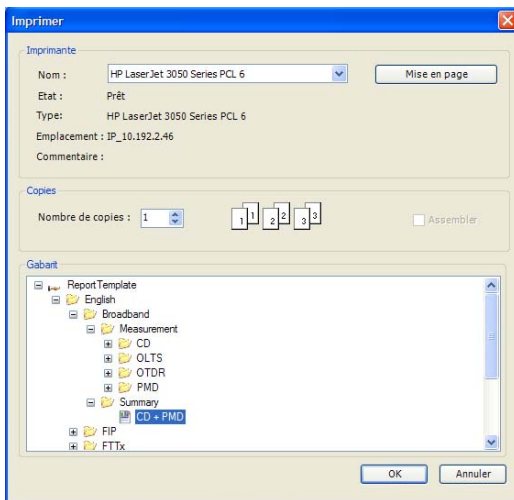 Imprimer
Imprimante
Nom : HP LaserJet 3050 Series PCL 6 Mise en page
Etat : Prêt
Type: HP LaserJet 3050 Series PCL 6
Emplacement : IP_10.192.2.46
Commentaire :
Copies
Nombre de copies : 1 1 1 2 2 3 3 Assembler
Gabarit
ReportTemplate
English
Broadband
Measurement
CD
OLTS
OTDR
PMD
Summary
CD + PMD
FIP
FTTx
OK Annuler